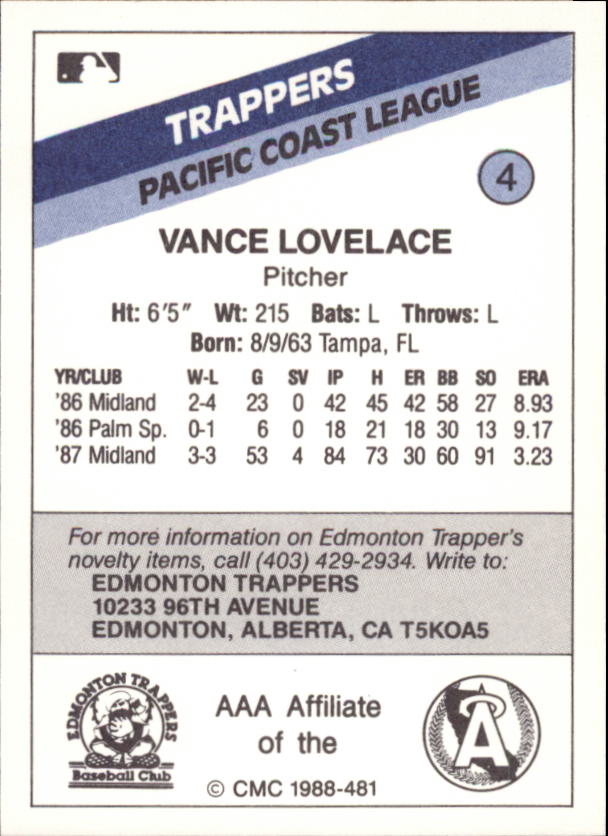 TRAPPERS
PACIFIC COAST LEAGUE
4
VANCE LOVELACE
Pitcher
Ht: 6'5" Wt: 215 Bats: L Throws: L
Born: 8/9/63 Tampa, FL
YR/CLUB W-L G SV IP H ER BB SO ERA
'86 Midland 2-4 23 0 42 45 42 58 27 8.93
'86 Palm Sp. 0-1 6 0 18 21 18 30 13 9.17
'87 Midland 3-3 53 4 84 73 30 60 91 3.23
For more information on Edmonton Trapper's
novelty items, call (403) 429-2934. Write to:
EDMONTON TRAPPERS
10233 96TH AVENUE
EDMONTON, ALBERTA, CA T5KOA5
EDMONTON TRAPPERS
Baseball Club
AAA Affiliate
of the
© CMC 1988-481
A